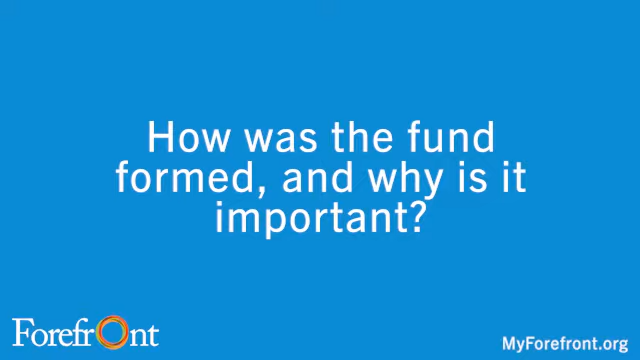 How was the fund
formed, and why is it
important?
Forefront
MyForefront.org